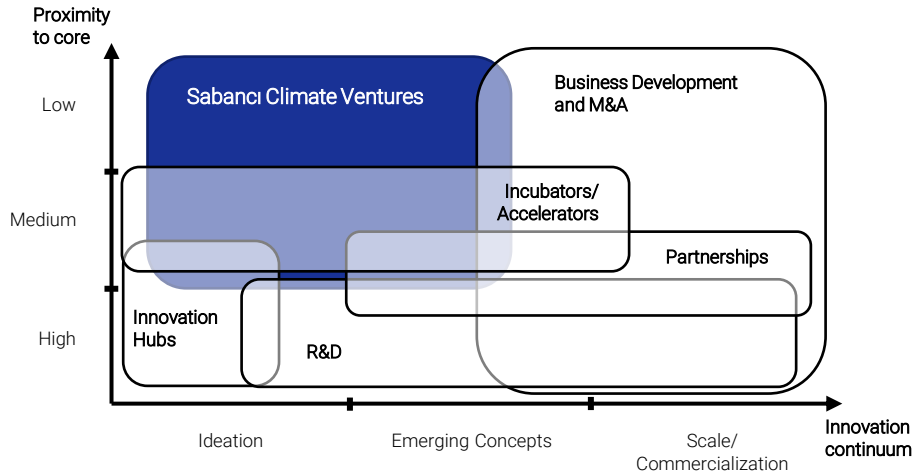 Proximity
to core
Low
Medium
High
Sabancı Climate Ventures
Business Development
and M&A
Incubators/
Accelerators
Partnerships
Innovation
Hubs
R&D
Ideation
Emerging Concepts
Scale/
Commercialization
Innovation
continuum